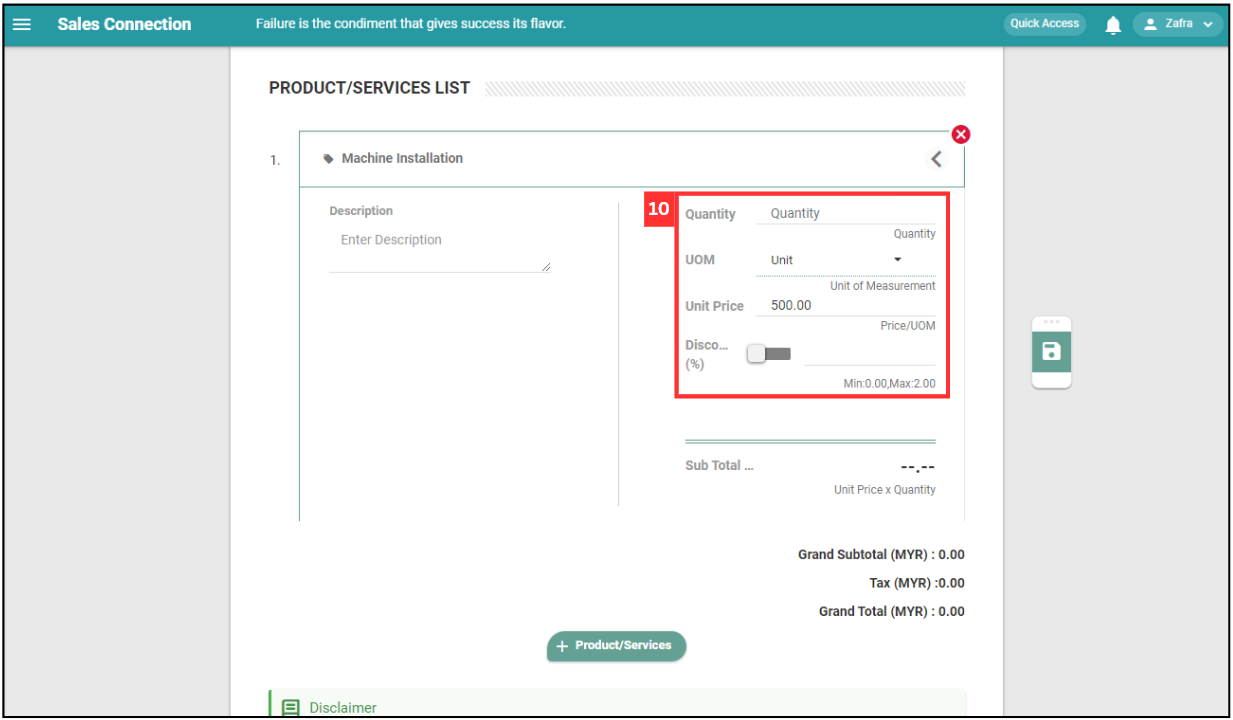 Sales Connection
Failure is the condiment that gives success its flavor.
Quick Access
Zafra
PRODUCT/SERVICES LIST
1.
Machine Installation
Description
Enter Description
10
Quantity
Quantity
Quantity
UOM
Unit
Unit of Measurement
Unit Price
500.00
Price/UOM
Disco...
(%)
Min:0.00,Max:2.00
Sub Total ...
--.--
Unit Price x Quantity
Grand Subtotal (MYR) : 0.00
Tax (MYR) :0.00
Grand Total (MYR) : 0.00
+ Product/Services
Disclaimer